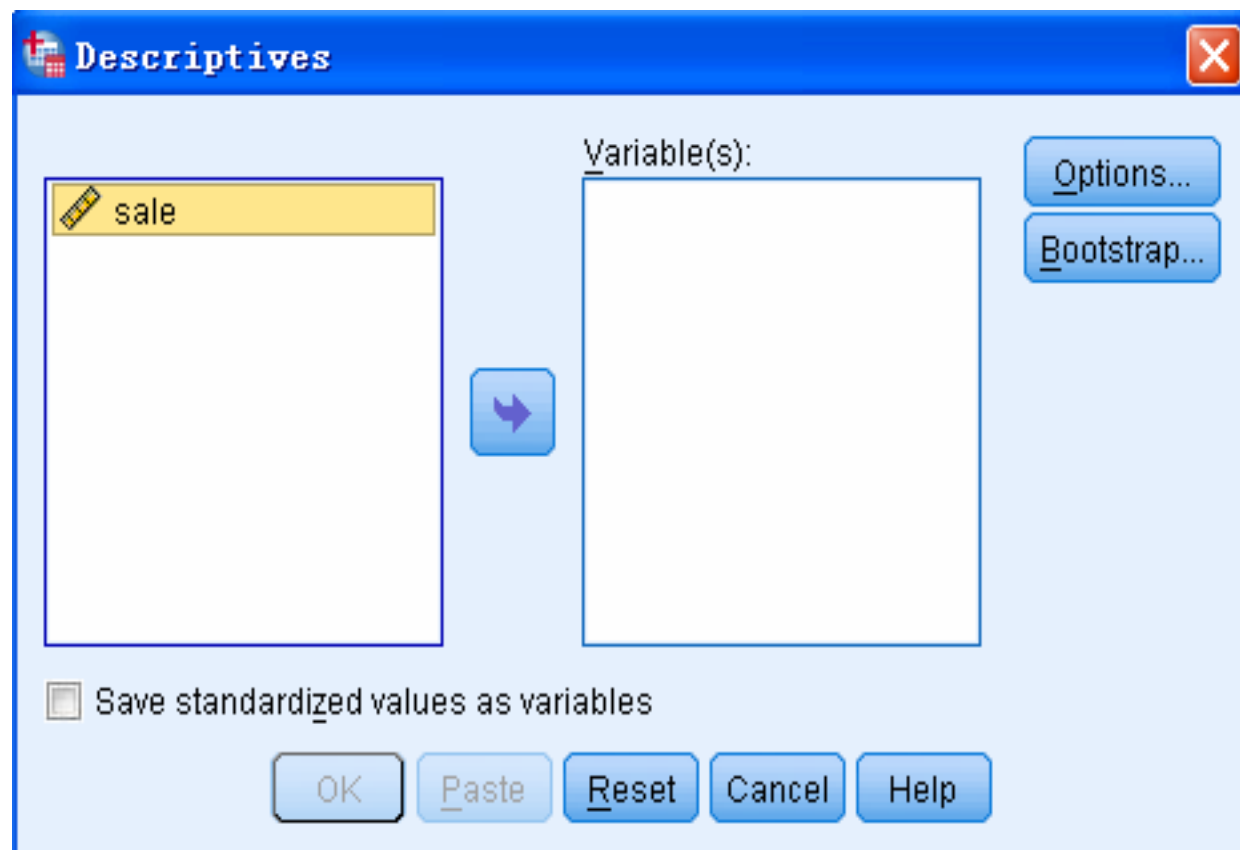 Descriptives
Variable(s):
sale
Options...
Bootstrap...
Save standardized values as variables
OK
Paste
Reset
Cancel
Help